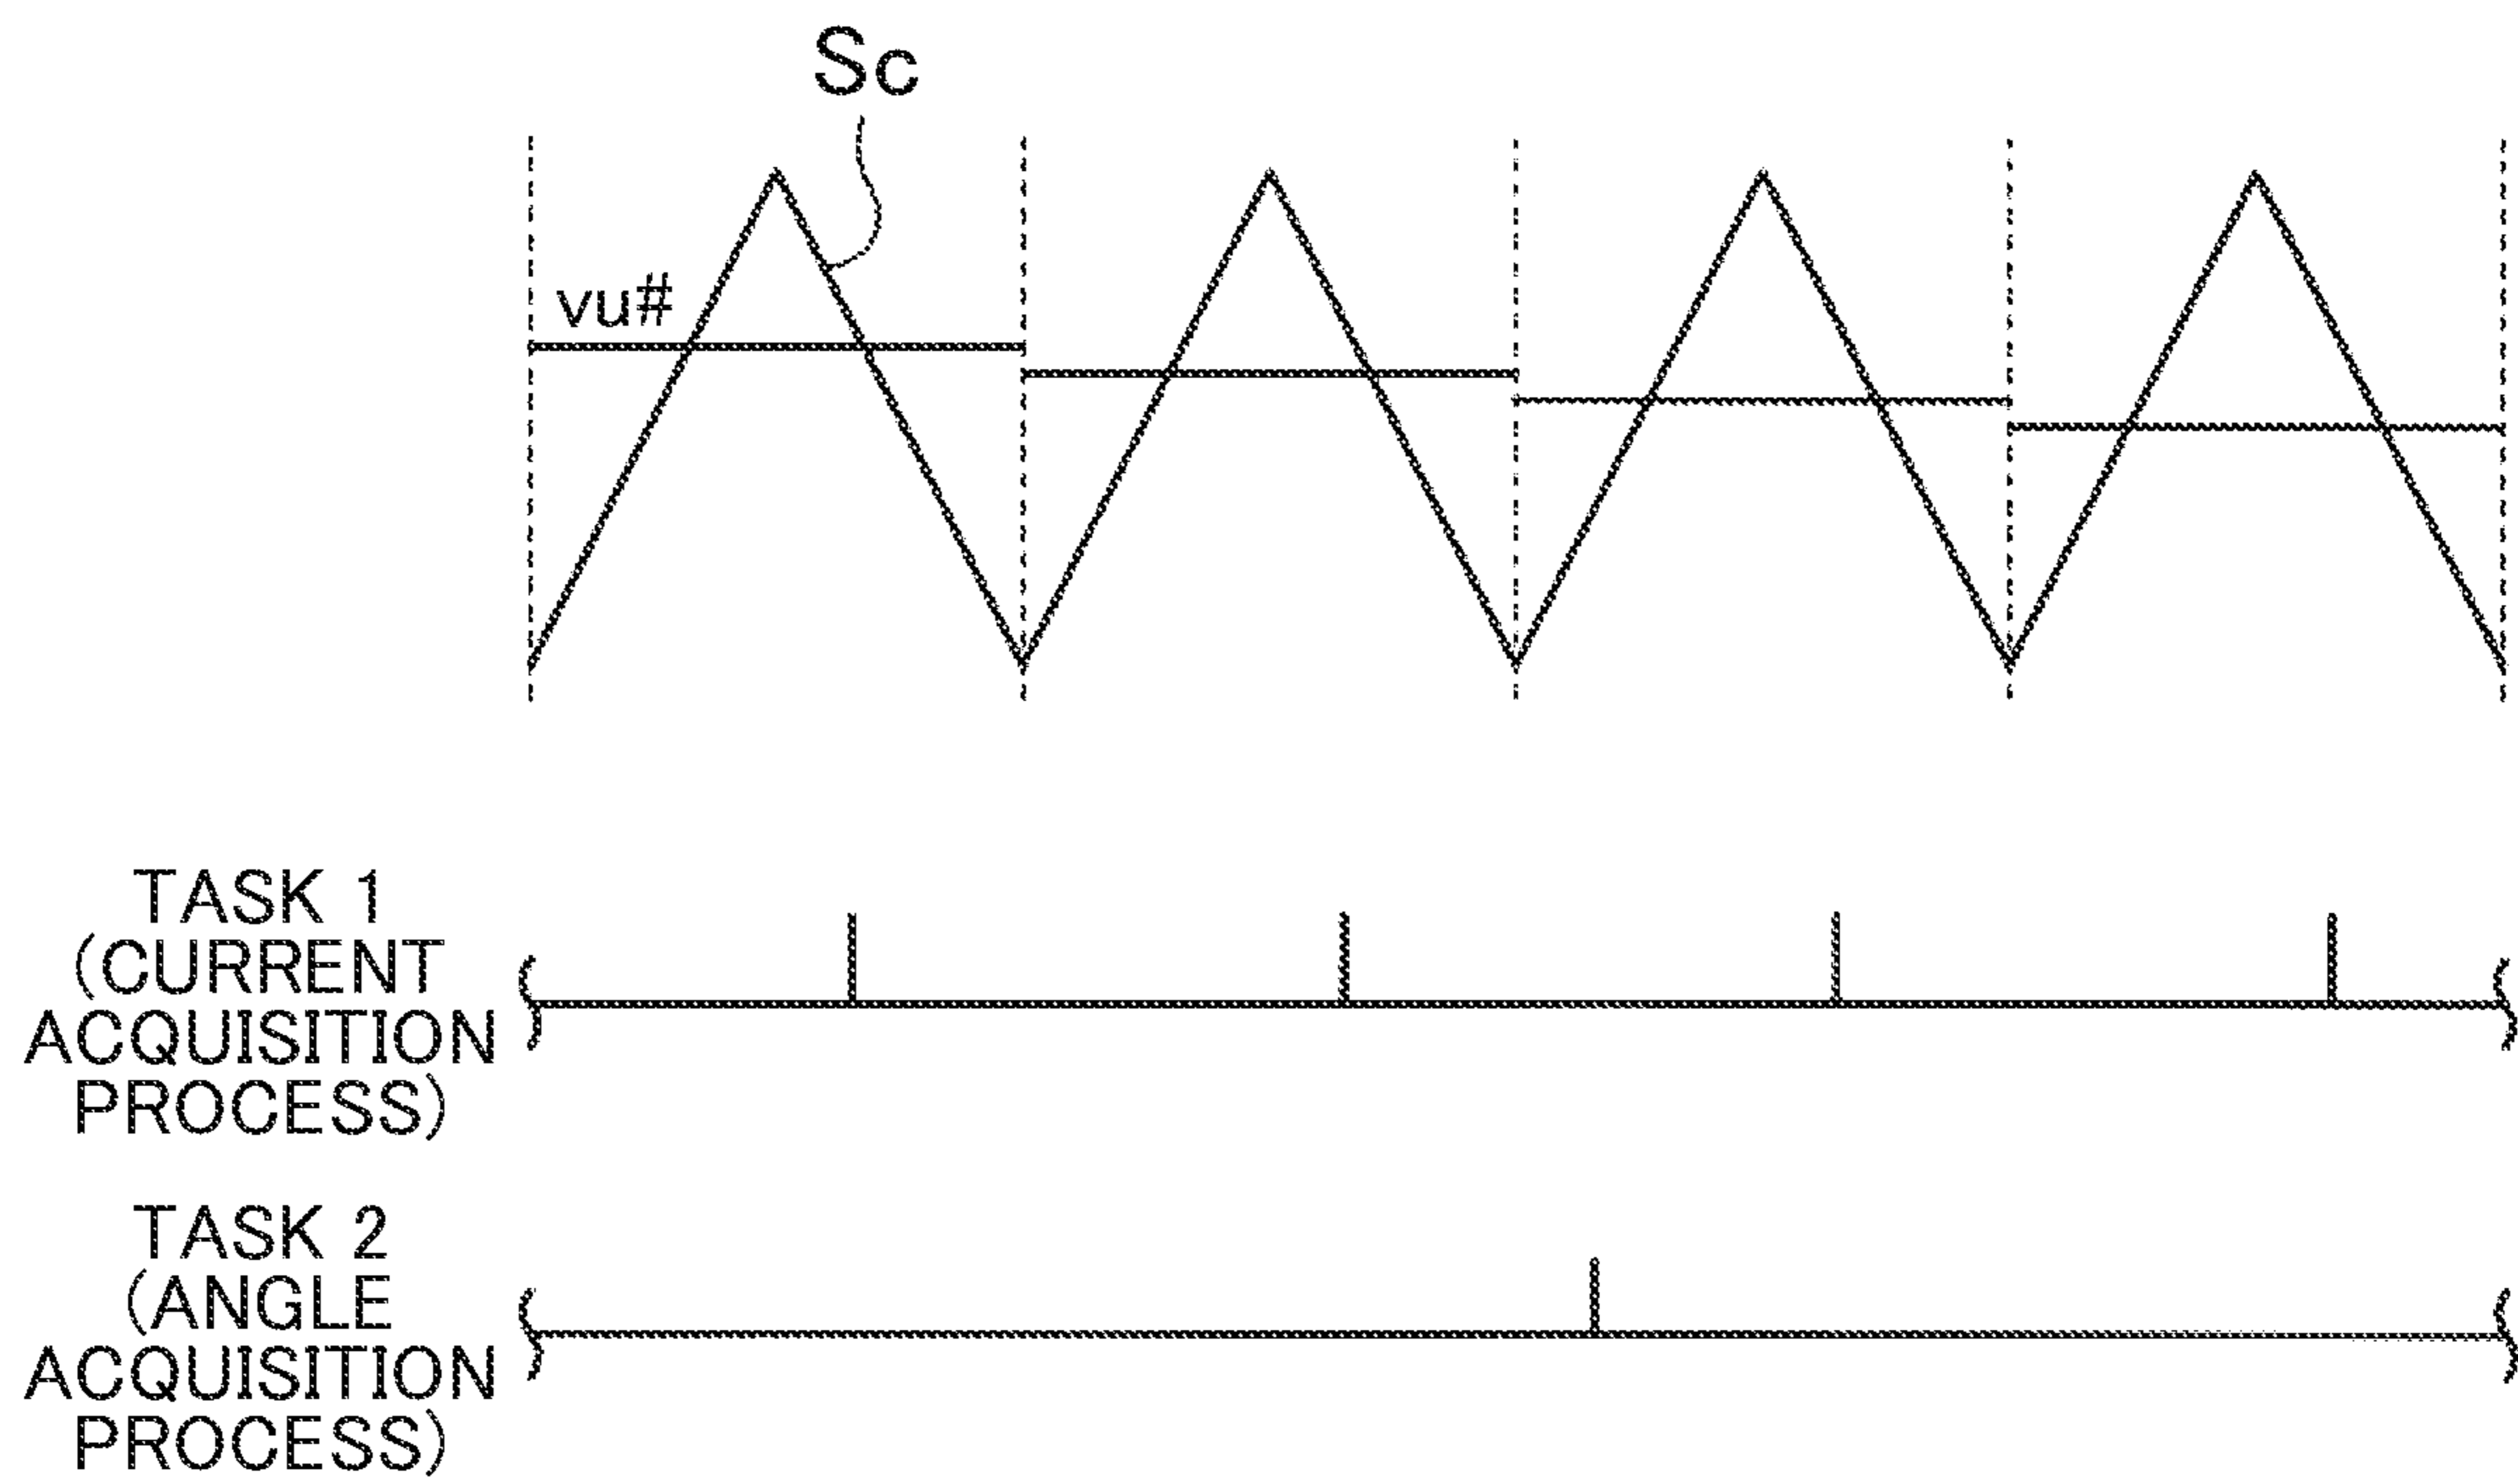 Sc
vu#
TASK 1
(CURRENT
ACQUISITION
PROCESS)
TASK 2
(ANGLE
ACQUISITION
PROCESS)